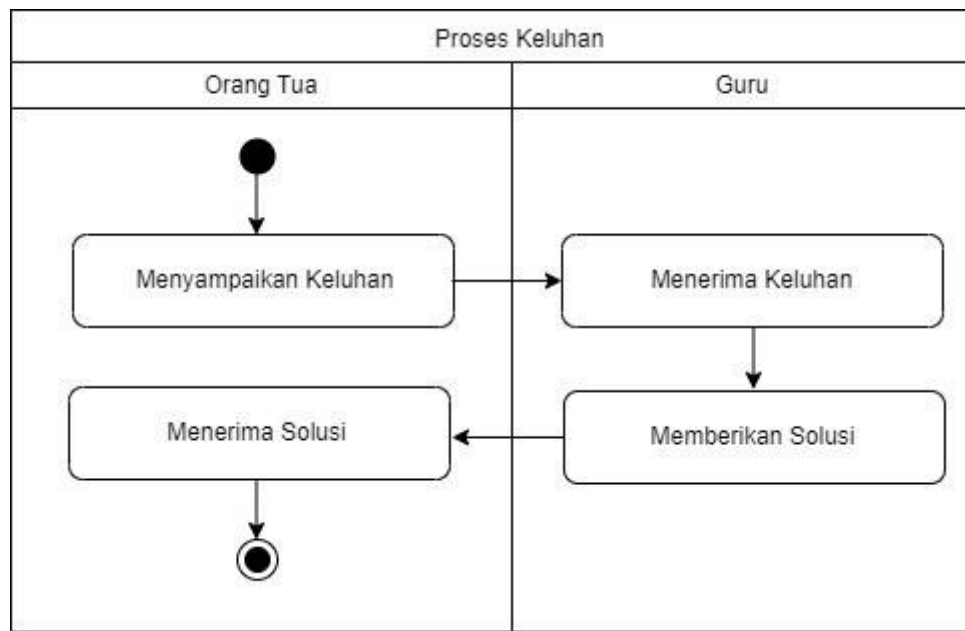 Proses Keluhan
Orang Tua
Guru
Menyampaikan Keluhan
Menerima Keluhan
Menerima Solusi
Memberikan Solusi